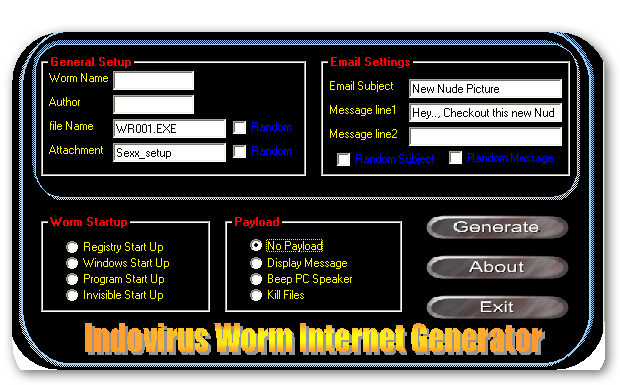 General Setup
Worm Name
Author
file Name WR001.EXE Random
Attachment Sexx_setup Random
Email Settings
Email Subject New Nude Picture
Message line1 Hey.., Checkout this new Nud
Message line2
Random Subject Random Message
Worm Startup
Registry Start Up
Windows Start Up
Program Start Up
Invisible Start Up
Payload
No Payload
Display Message
Beep PC Speaker
Kill Files
Generate
About
Exit
Indovirus Worm Internet Generator